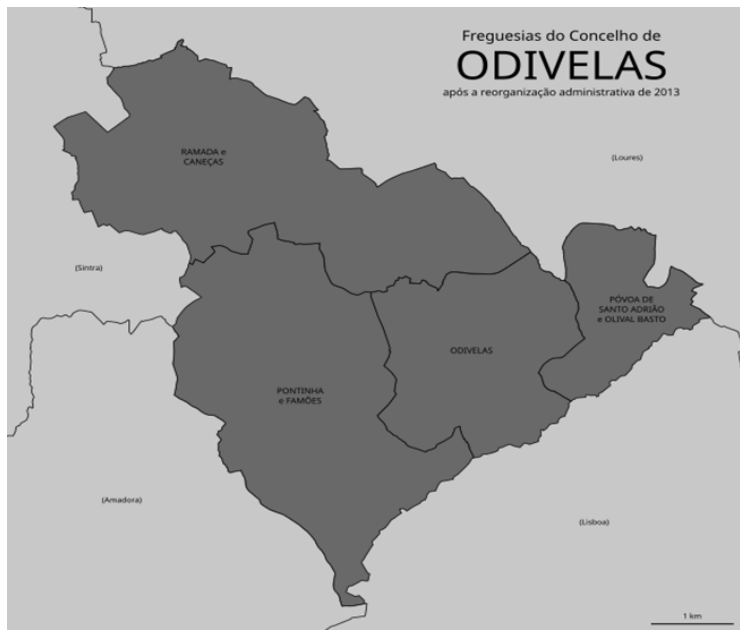 Freguesias do Concelho de
ODIVELAS
após a reorganização administrativa de 2013
RAMADA e
CANEÇAS
(Loures)
(Sintra)
PÓVOA DE
SANTO ADRIÃO
e OLIVAL BASTO
ODIVELAS
PONTINHA
e FAMÕES
(Amadora)
(Lisboa)
1 km